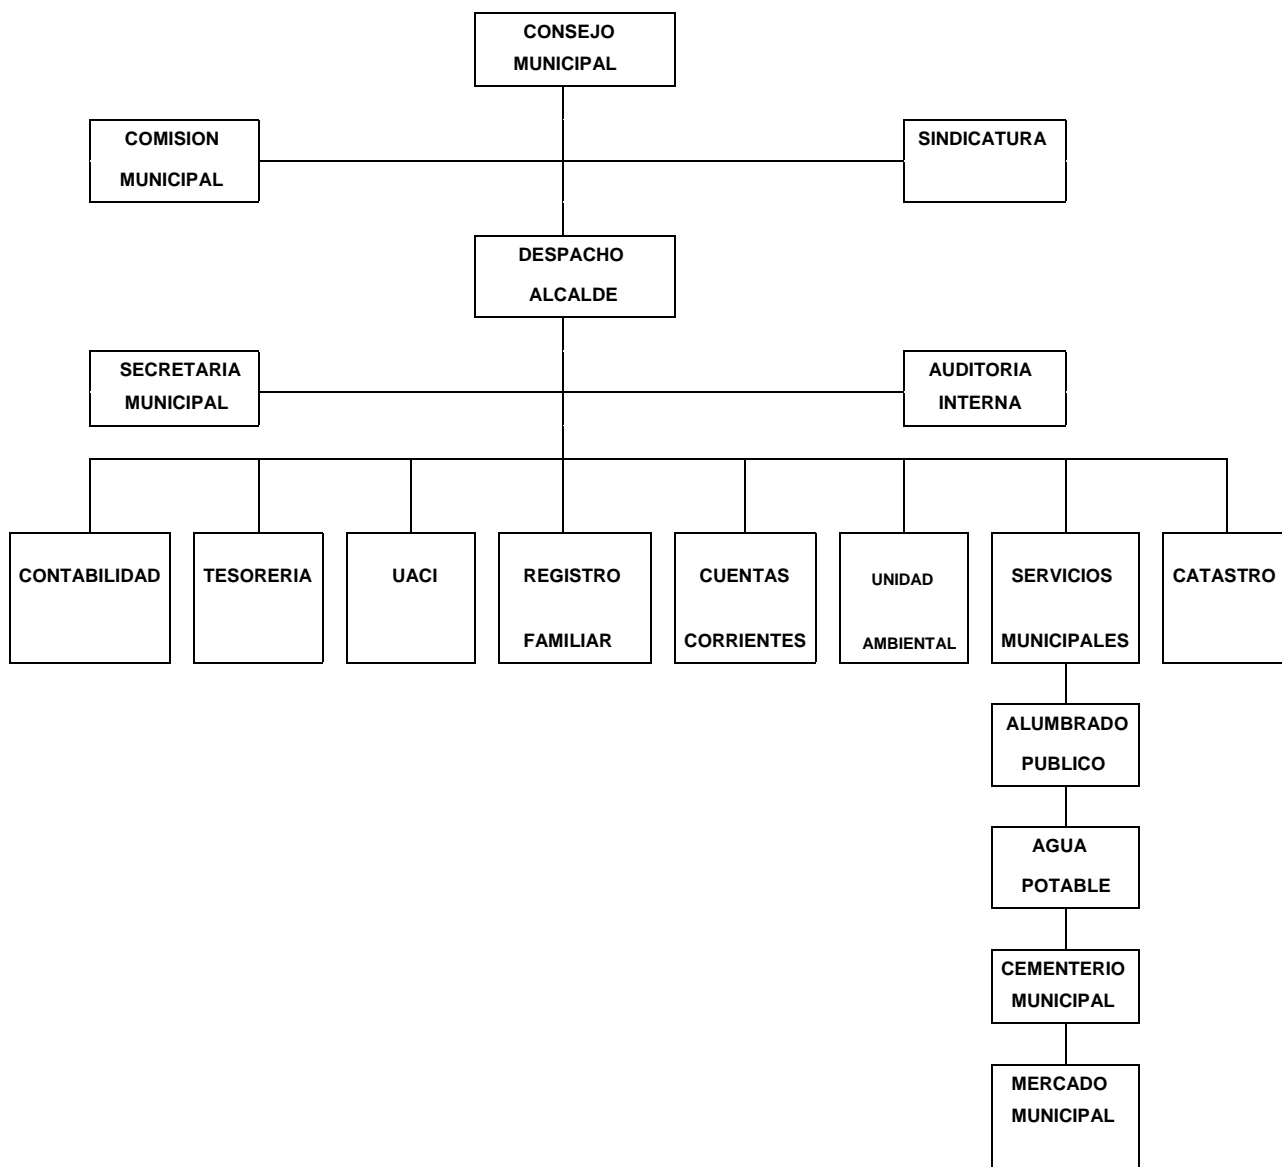 CONSEJO
MUNICIPAL
COMISION
MUNICIPAL
SINDICATURA
DESPACHO
ALCALDE
SECRETARIA
MUNICIPAL
AUDITORIA
INTERNA
CONTABILIDAD
TESORERIA
UACI
REGISTRO
FAMILIAR
CUENTAS
CORRIENTES
UNIDAD
AMBIENTAL
SERVICIOS
MUNICIPALES
CATASTRO
ALUMBRADO
PUBLICO
AGUA
POTABLE
CEMENTERIO
MUNICIPAL
MERCADO
MUNICIPAL